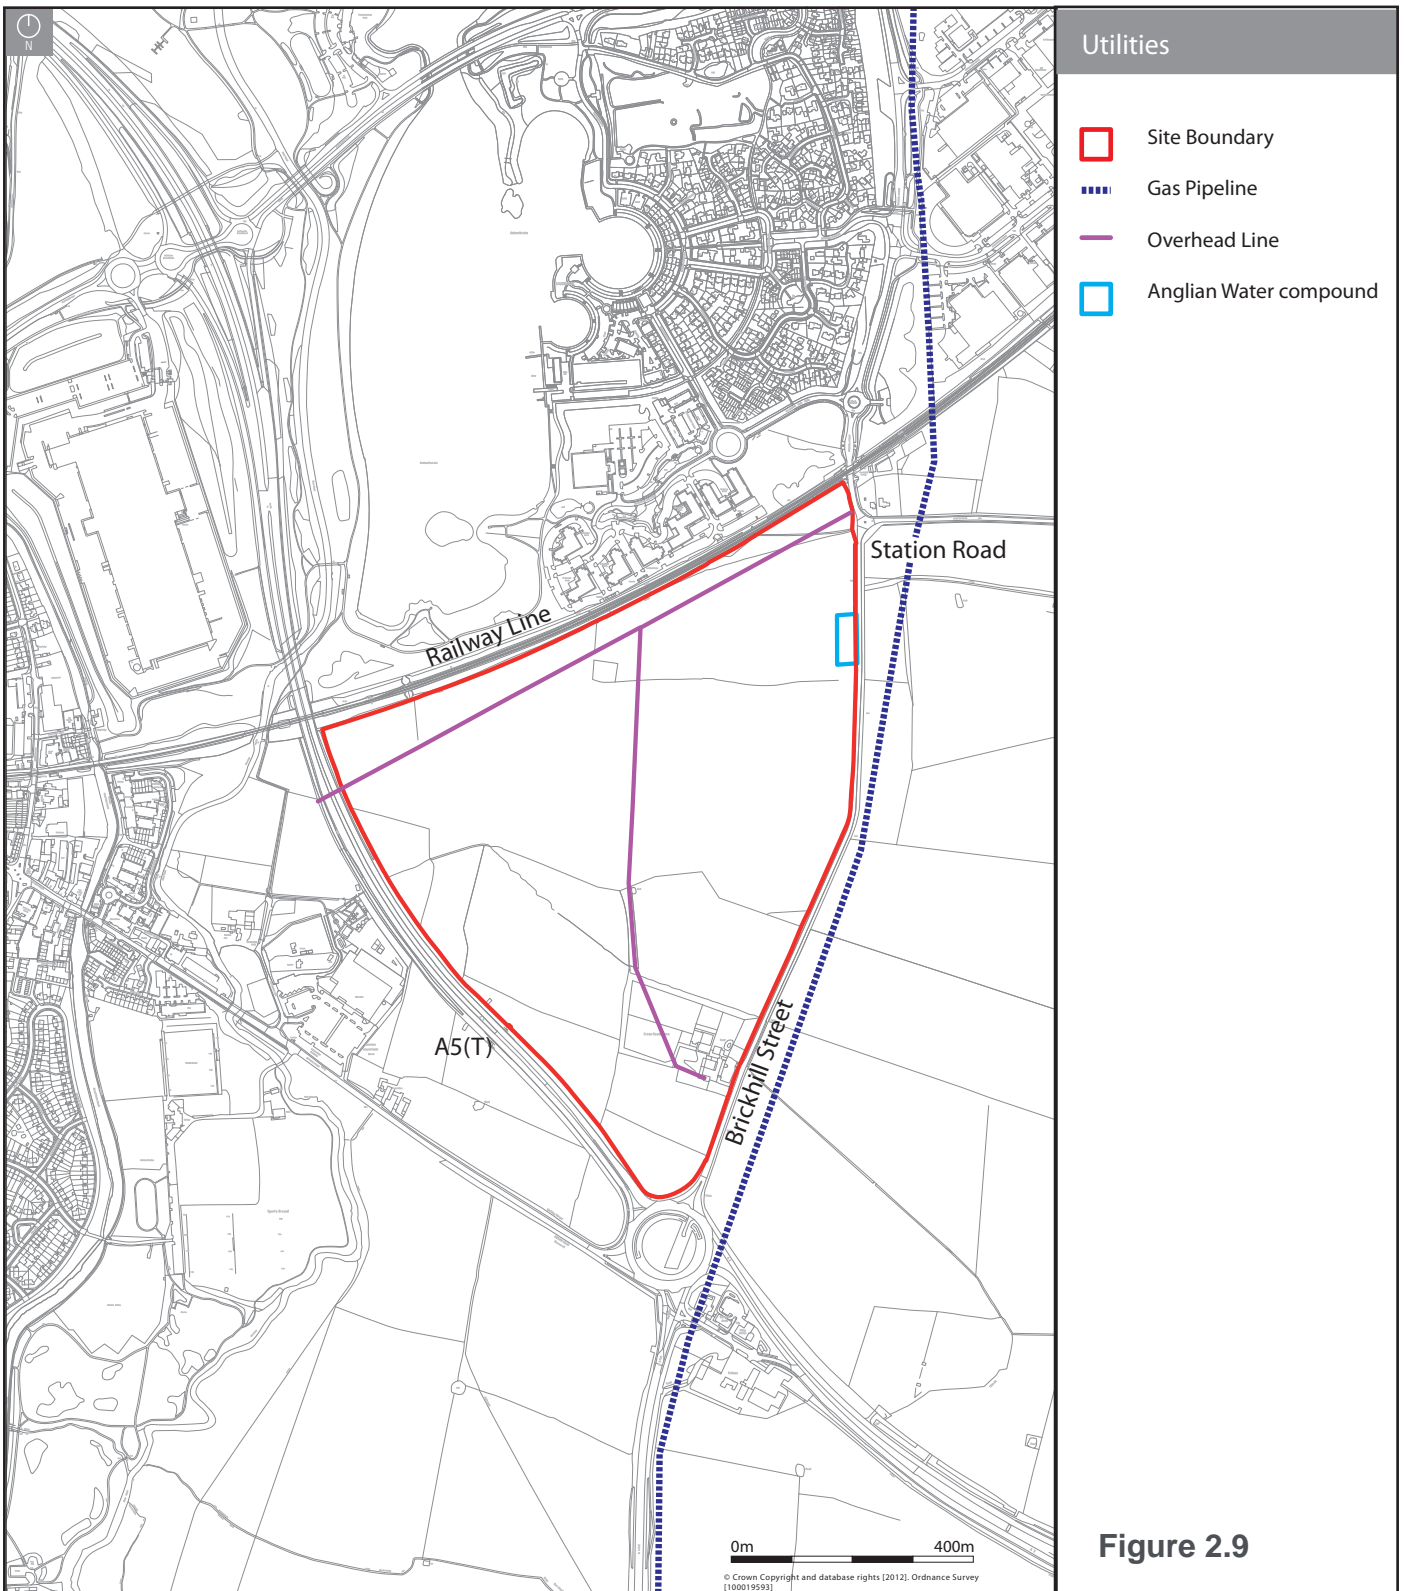 N
Utilities
Site Boundary
Gas Pipeline
Overhead Line
Anglian Water compound
Station Road
Railway Line
A5(T)
Brickhill Street
0m 400m
© Crown Copyright and database rights [2012]. Ordnance Survey
[100019593]
Figure 2.9